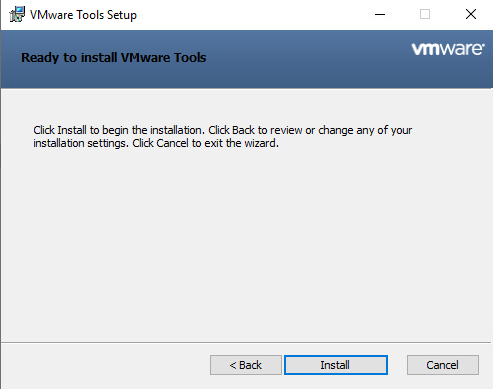 VMware Tools Setup
Ready to install VMware Tools
vmware®
Click Install to begin the installation. Click Back to review or change any of your
installation settings. Click Cancel to exit the wizard.
< Back
Install
Cancel